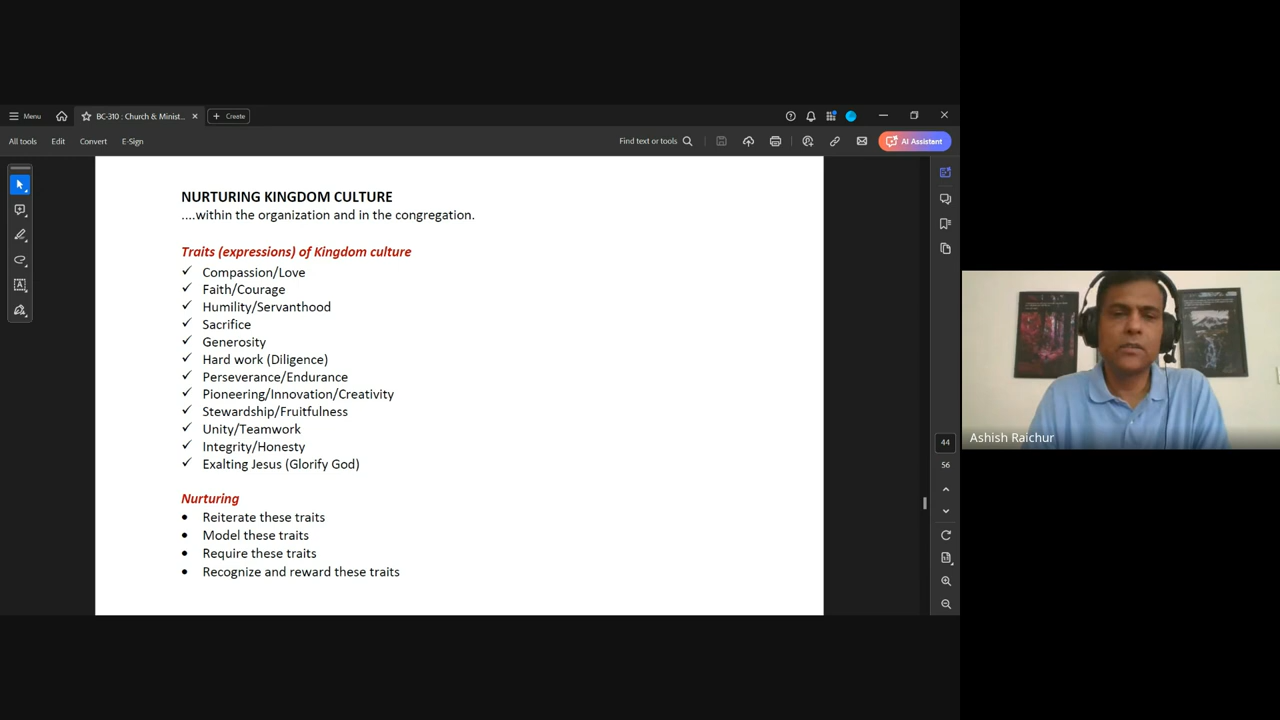 Menu
BC-310 : Church & Minist...
Create
All tools
Edit
Convert
E-Sign
Find text or tools
AI Assistant
NURTURING KINGDOM CULTURE
....within the organization and in the congregation.
Traits (expressions) of Kingdom culture
✓ Compassion/Love
✓ Faith/Courage
✓ Humility/Servanthood
✓ Sacrifice
✓ Generosity
✓ Hard work (Diligence)
✓ Perseverance/Endurance
✓ Pioneering/Innovation/Creativity
✓ Stewardship/Fruitfulness
✓ Unity/Teamwork
✓ Integrity/Honesty
✓ Exalting Jesus (Glorify God)
Nurturing
• Reiterate these traits
• Model these traits
• Require these traits
• Recognize and reward these traits
44
56
Ashish Raichur